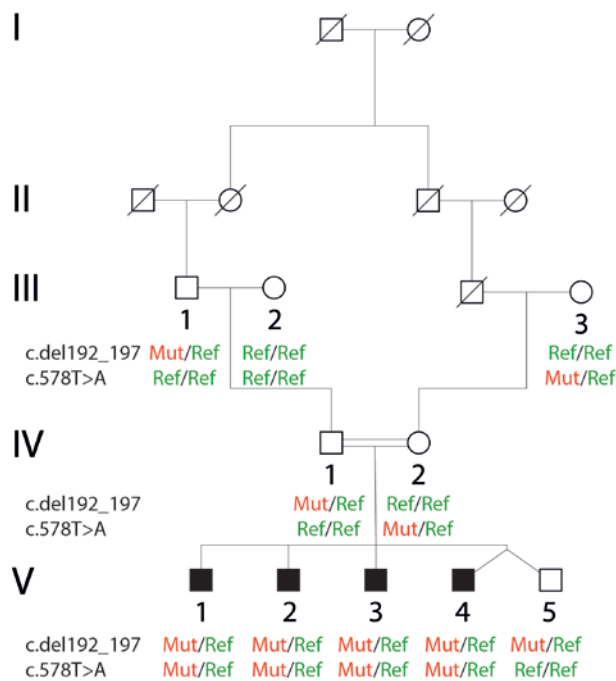 I
II
III
1 2 3
c.del192_197 Mut/Ref Ref/Ref Ref/Ref
c.578T>A Ref/Ref Ref/Ref Mut/Ref
IV
1 2
c.del192_197 Mut/Ref Ref/Ref
c.578T>A Ref/Ref Mut/Ref
V
1 2 3 4 5
c.del192_197 Mut/Ref Mut/Ref Mut/Ref Mut/Ref Mut/Ref
c.578T>A Mut/Ref Mut/Ref Mut/Ref Mut/Ref Ref/Ref